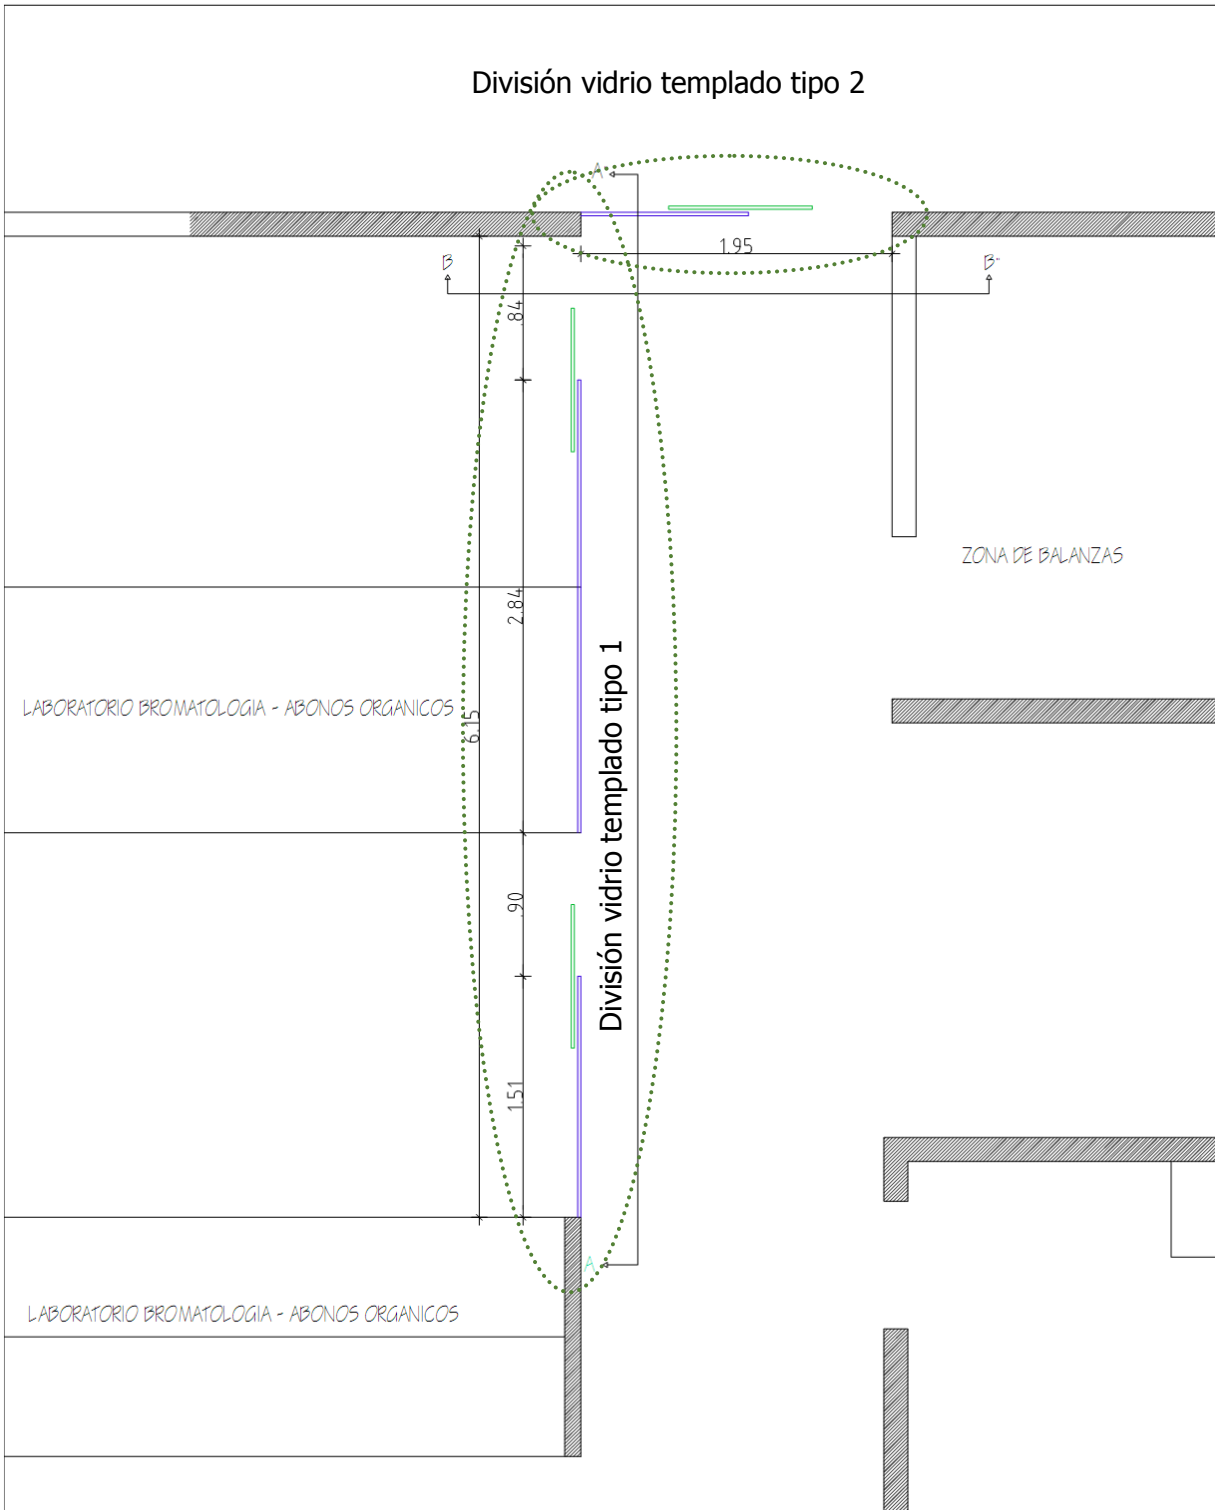 División vidrio templado tipo 2
A
1.95
B
B'
.84
ZONA DE BALANZAS
2.84
LABORATORIO BROMATOLOGIA - ABONOS ORGANICOS
6.15
División vidrio templado tipo 1
.90
1.51
A
LABORATORIO BROMATOLOGIA - ABONOS ORGANICOS